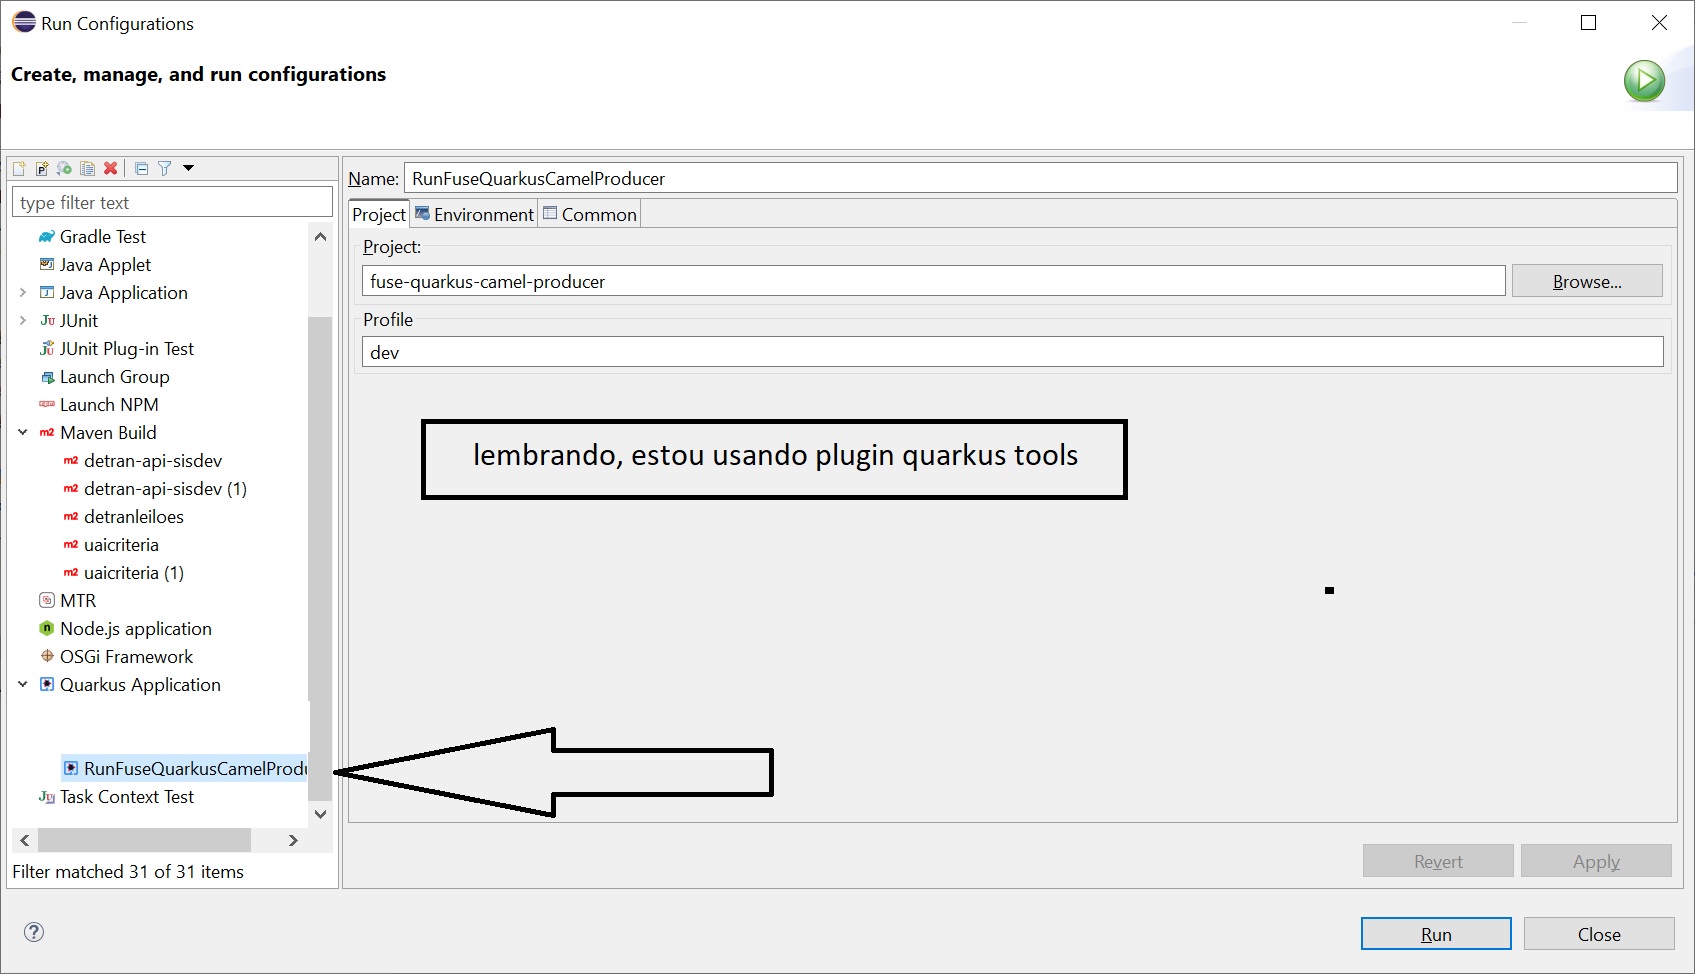 Run Configurations
Create, manage, and run configurations
type filter text
Gradle Test
Java Applet
Java Application
JUnit
JUnit Plug-in Test
Launch Group
Launch NPM
Maven Build
detran-api-sisdev
detran-api-sisdev (1)
detranleiloes
uaicriteria
uaicriteria (1)
MTR
Node.js application
OSGi Framework
Quarkus Application
RunFuseQuarkusCamelProdu
Task Context Test
Filter matched 31 of 31 items
Name: RunFuseQuarkusCamelProducer
Project Environment Common
Project:
fuse-quarkus-camel-producer Browse...
Profile
dev
lembrando, estou usando plugin quarkus tools
Revert Apply
Run Close